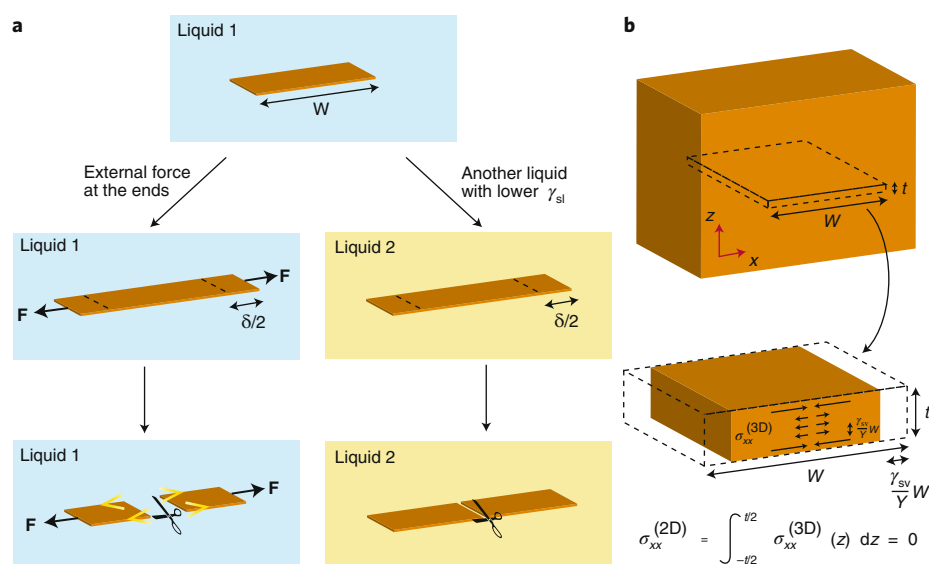 a
Liquid 1
W
External force
at the ends
Another liquid
with lower γsl
Liquid 1
F
F
δ/2
Liquid 2
δ/2
Liquid 1
F
F
Liquid 2
b
t
W
z
x
t
σxx(3D)
γsv/Y W
W
γsv/Y W
σxx(2D) = ∫−t/2t/2 σxx(3D) (z) dz = 0